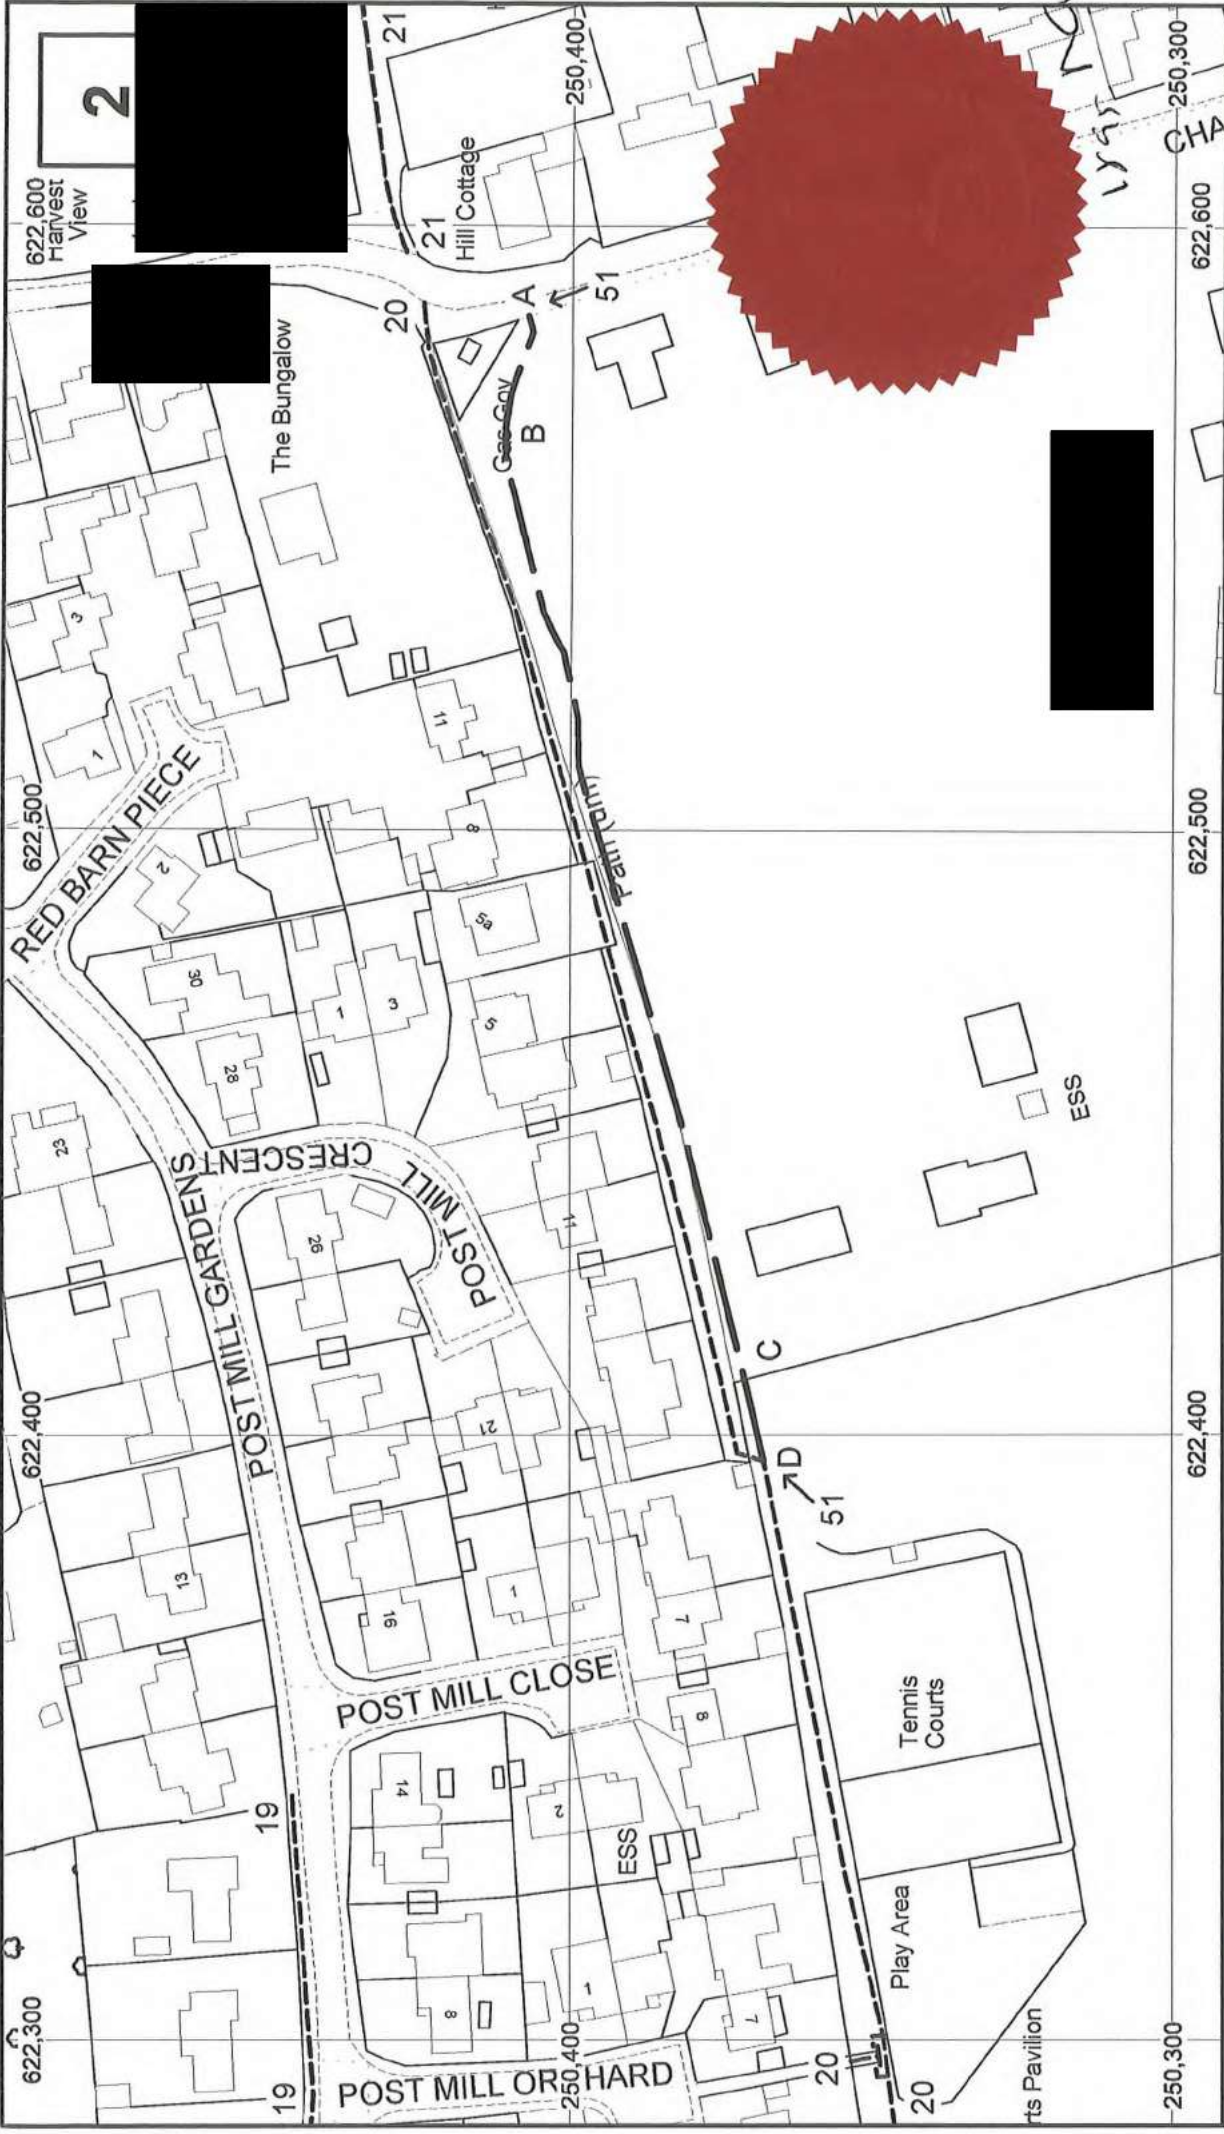 2
622,300
622,400
622,500
622,600
Harvest
View
21
19
19
13
23
POST MILL GARDENS
RED BARN PIECE
1
3
2
30
28
CRESCENT
POST MILL
26
The Bungalow
20
21
Hill Cottage
250,400
A
51
Gas Gov
B
11
8
5a
5
3
1
11
21
16
1
7
POST MILL CLOSE
14
8
2
8
ESS
1
7
POST MILL ORCHARD
250,400
20
20
Path (um)
C
D
51
ESS
Tennis
Courts
Play Area
rts Pavilion
250,300
622,400
622,500
622,600
250,300
CHA